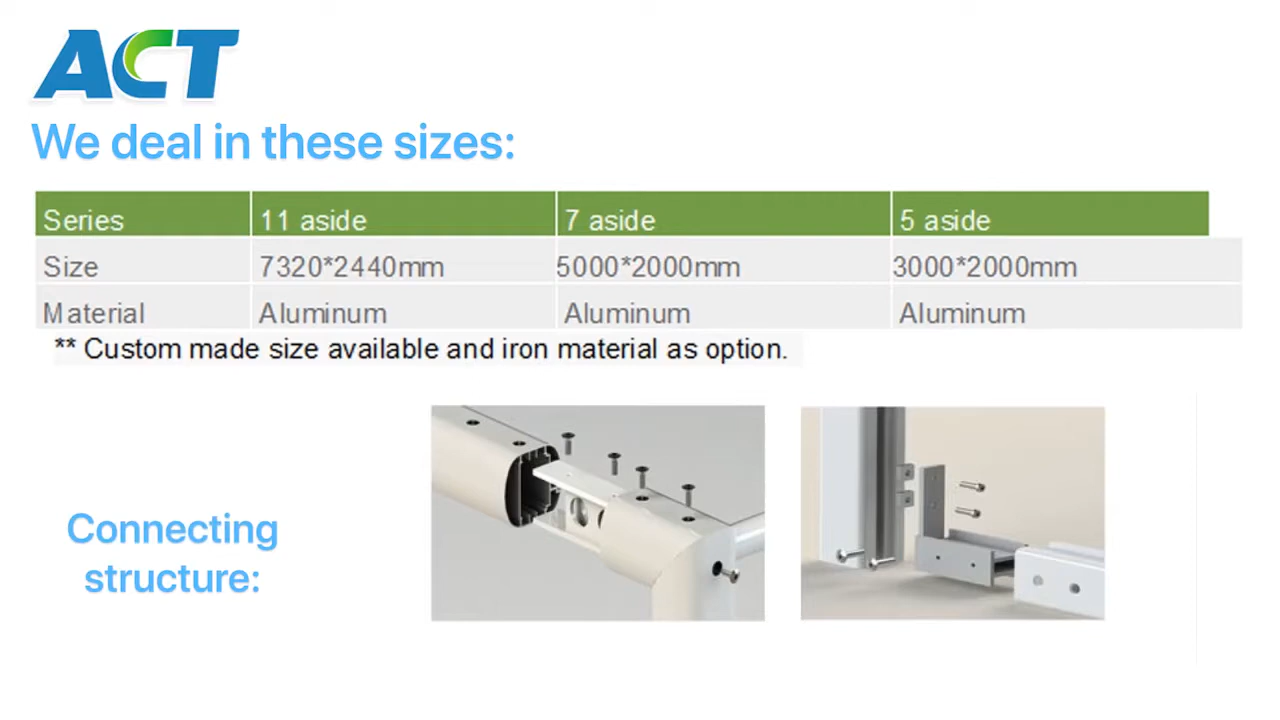 ACT
We deal in these sizes:
Series 11 aside 7 aside 5 aside
Size 7320*2440mm 5000*2000mm 3000*2000mm
Material Aluminum Aluminum Aluminum
** Custom made size available and iron material as option.
Connecting
structure: